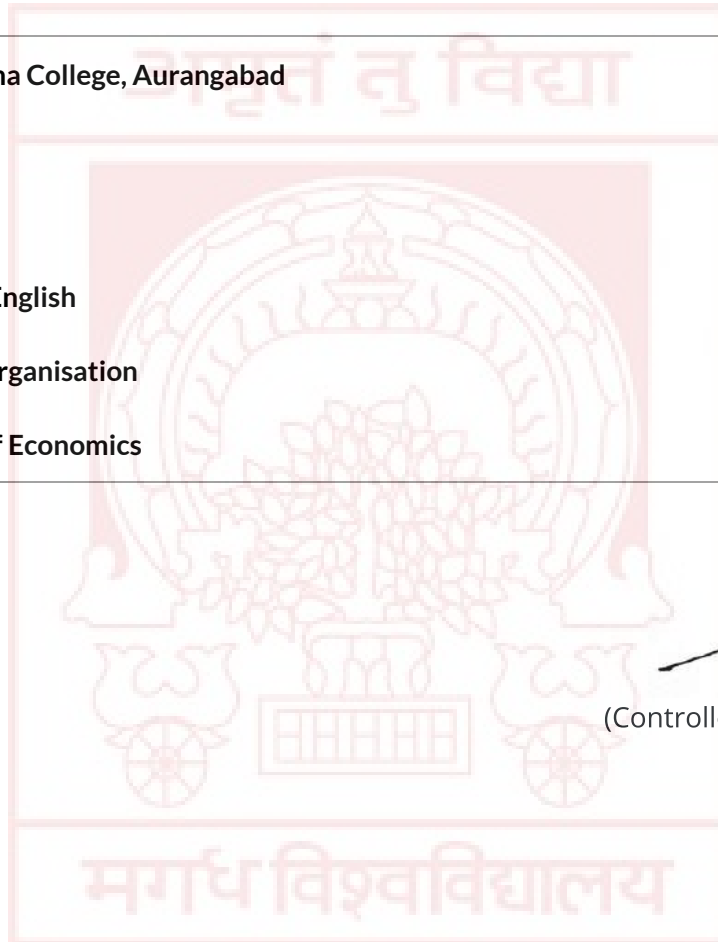 अमृतं तु विद्या
na College, Aurangabad
English
rganisation
f Economics
(Controll
मगध विश्वविद्यालय